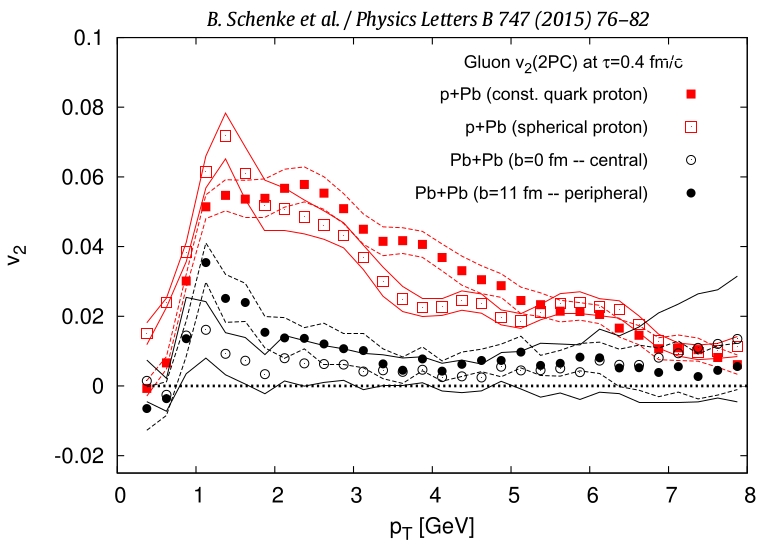 B. Schenke et al. / Physics Letters B 747 (2015) 76–82
0.1
0.08
0.06
0.04
0.02
0
-0.02
v2
Gluon v2(2PC) at τ=0.4 fm/c
p+Pb (const. quark proton)
p+Pb (spherical proton)
Pb+Pb (b=0 fm -- central)
Pb+Pb (b=11 fm -- peripheral)
0 1 2 3 4 5 6 7 8
pT [GeV]